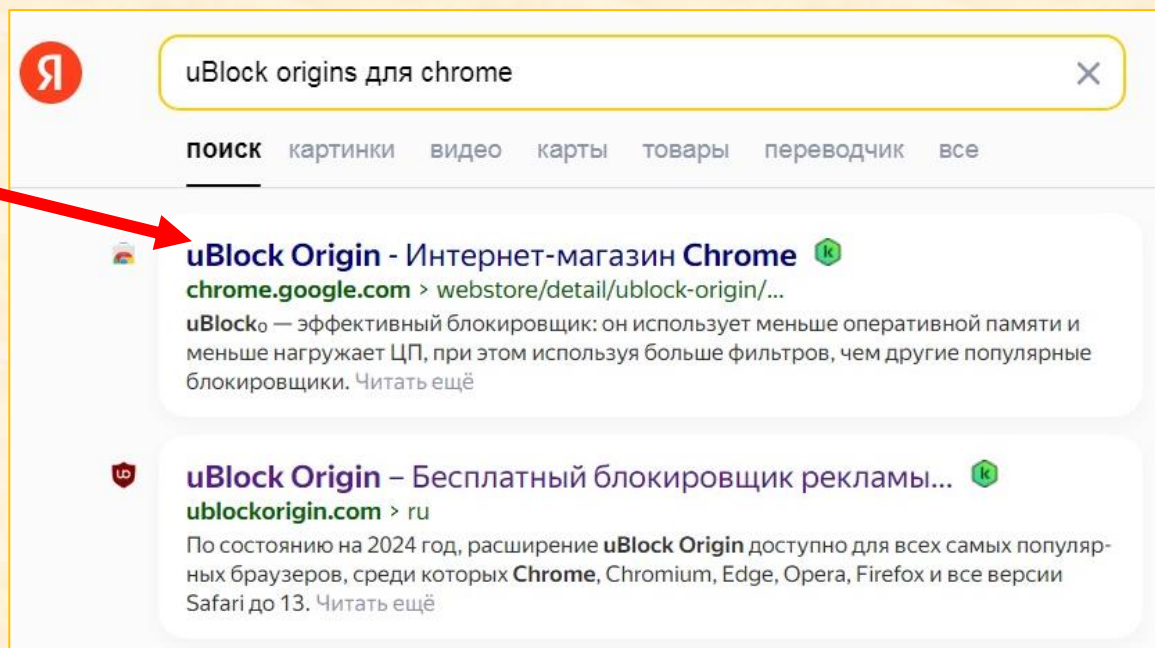 Я
uBlock origins для chrome
поиск картинки видео карты товары переводчик все
uBlock Origin - Интернет-магазин Chrome
chrome.google.com › webstore/detail/ublock-origin/...
uBlock₀ — эффективный блокировщик: он использует меньше оперативной памяти и
меньше нагружает ЦП, при этом используя больше фильтров, чем другие популярные
блокировщики. Читать ещё
uBlock Origin – Бесплатный блокировщик рекламы...
ublockorigin.com › ru
По состоянию на 2024 год, расширение uBlock Origin доступно для всех самых популяр-
ных браузеров, среди которых Chrome, Chromium, Edge, Opera, Firefox и все версии
Safari до 13. Читать ещё